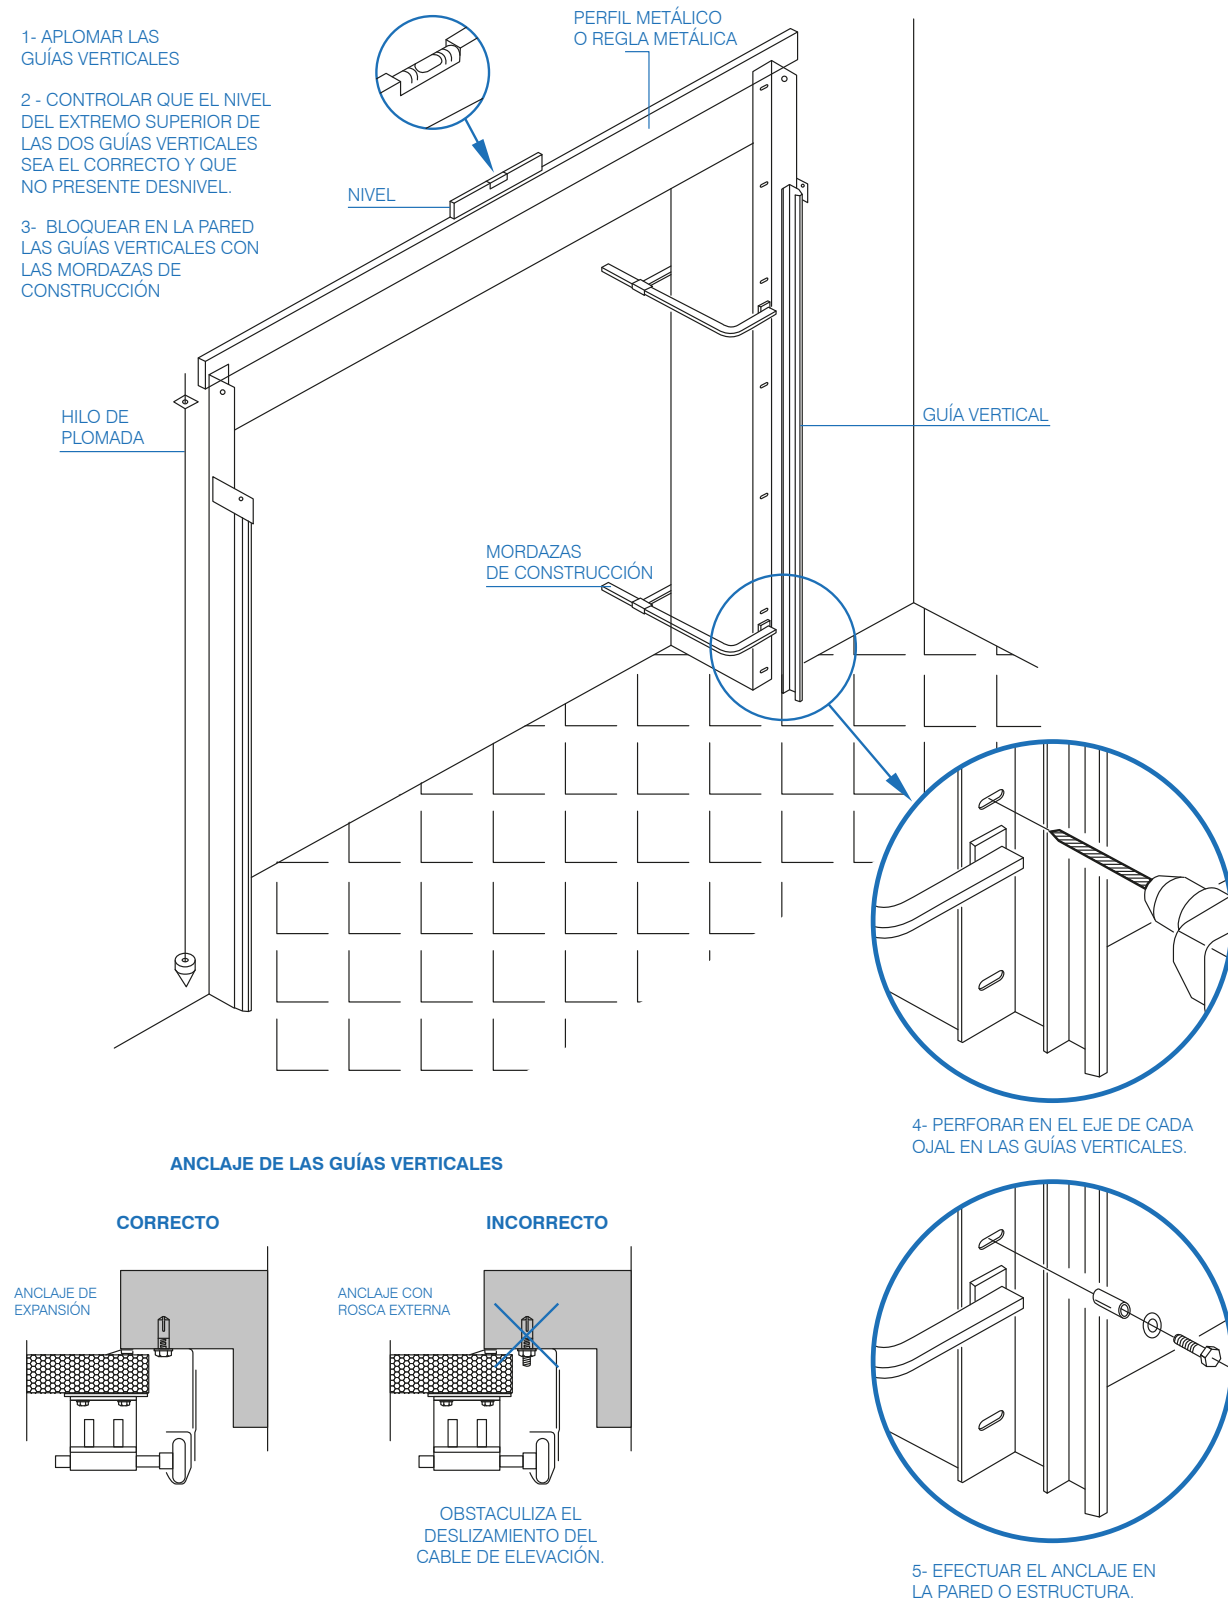 1- APLOMAR LAS
GUÍAS VERTICALES
2 - CONTROLAR QUE EL NIVEL
DEL EXTREMO SUPERIOR DE
LAS DOS GUÍAS VERTICALES
SEA EL CORRECTO Y QUE
NO PRESENTE DESNIVEL.
3- BLOQUEAR EN LA PARED
LAS GUÍAS VERTICALES CON
LAS MORDAZAS DE
CONSTRUCCIÓN
PERFIL METÁLICO
O REGLA METÁLICA
NIVEL
HILO DE
PLOMADA
GUÍA VERTICAL
MORDAZAS
DE CONSTRUCCIÓN
4- PERFORAR EN EL EJE DE CADA
OJAL EN LAS GUÍAS VERTICALES.
ANCLAJE DE LAS GUÍAS VERTICALES
CORRECTO
INCORRECTO
ANCLAJE DE
EXPANSIÓN
ANCLAJE CON
ROSCA EXTERNA
OBSTACULIZA EL
DESLIZAMIENTO DEL
CABLE DE ELEVACIÓN.
5- EFECTUAR EL ANCLAJE EN
LA PARED O ESTRUCTURA.